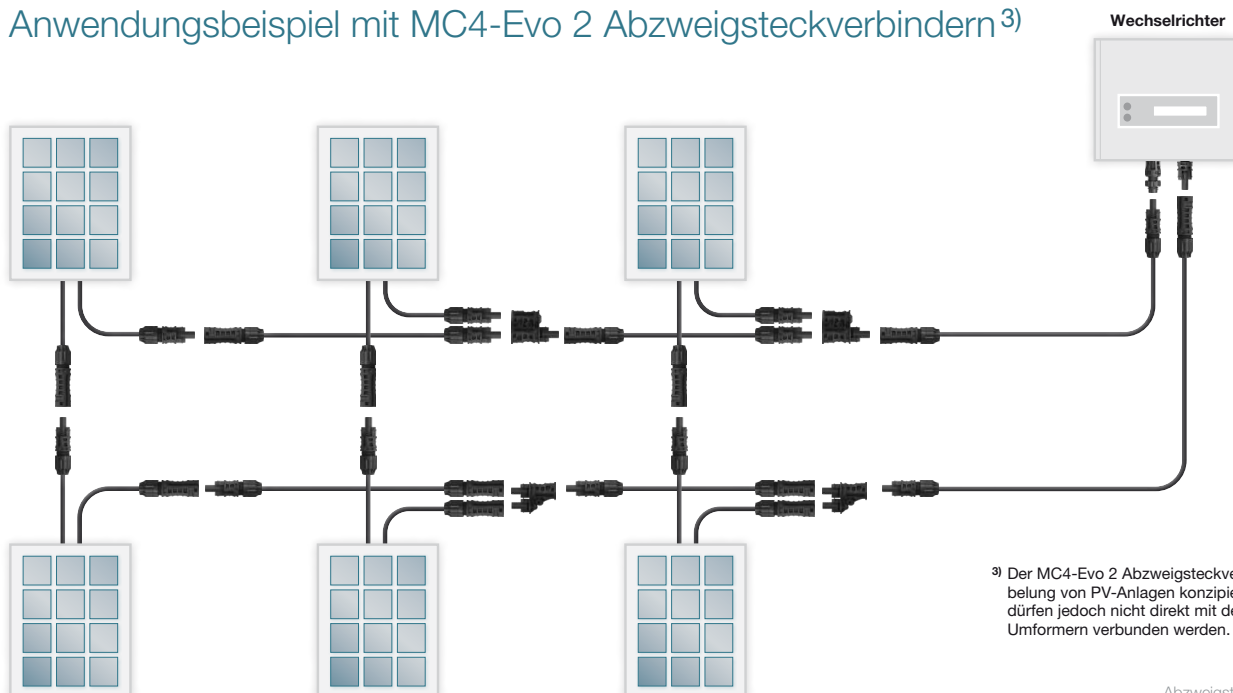 Anwendungsbeispiel mit MC4-Evo 2 Abzweigsteckverbindern 3)
Wechselrichter
3) Der MC4-Evo 2 Abzweigsteckve
belung von PV-Anlagen konzipie
dürfen jedoch nicht direkt mit de
Umformern verbunden werden.
Abzweigst